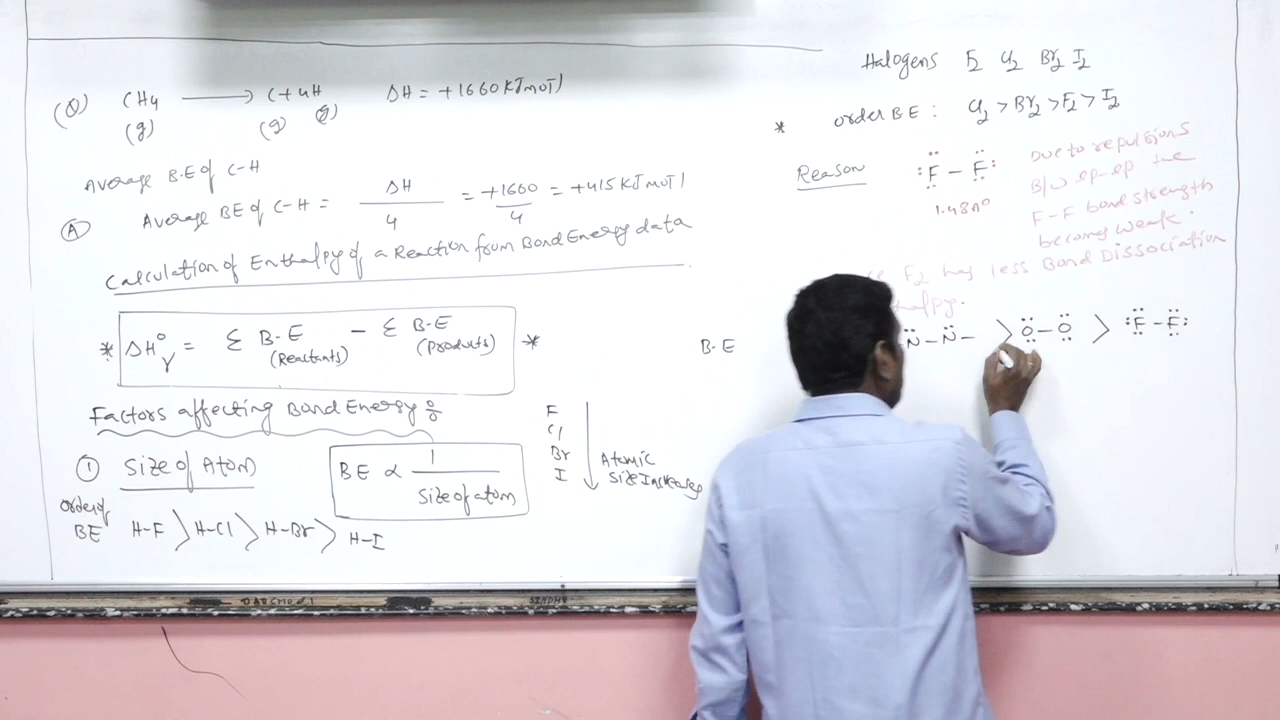 (Q) CH4 → C + 4H ΔH = +1660 KJ mol
(g) (g) (g)
Average B.E of C-H
(A) Average BE of C-H = ΔH/4 = +1660/4 = +415 KJ mol
Calculation of Enthalpy of a Reaction from Bond Energy data
* ΔH°r = Σ B-E (Reactants) - Σ B-E (Products) *
Factors affecting Bond Energy :
① Size of Atom
BE ∝ 1/Size of atom
order of
BE H-F > H-Cl > H-Br > H-I
F
Cl
Br
I
Atomic
Size Increases
Halogens F2 Cl2 Br2 I2
* order BE : Cl2 > Br2 > F2 > I2
Reason :F̈ - F̈:
1.48A°
Due to repulsions
B/w lp-lp the
F-F bond strength
becomes weak.
F2 has less Bond Dissociation
B-E N - N - > O - O > :F - F: